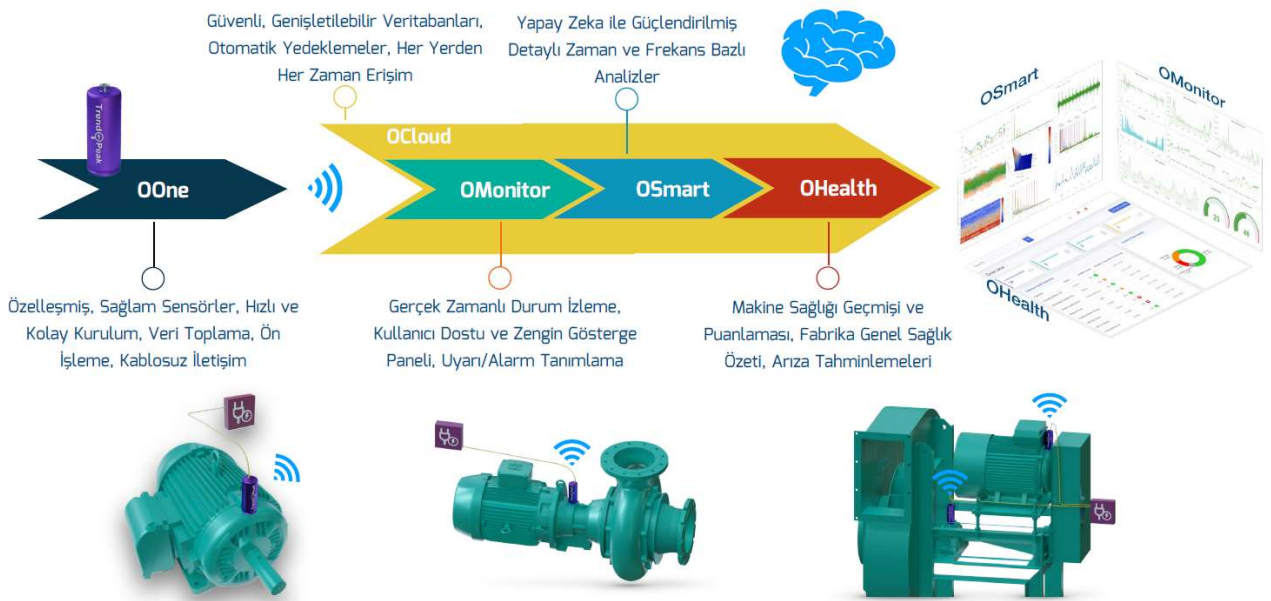 Güvenli, Genişletilebilir Veritabanları,
Otomatik Yedeklemeler, Her Yerden
Her Zaman Erişim
Yapay Zeka ile Güçlendirilmiş
Detaylı Zaman ve Frekans Bazlı
Analizler
TrendPeak
OCloud
OOne
OMonitor
OSmart
OHealth
OSmart
OMonitor
OHealth
25
48
Özelleşmiş, Sağlam Sensörler, Hızlı ve
Kolay Kurulum, Veri Toplama, Ön
İşleme, Kablosuz İletişim
Gerçek Zamanlı Durum İzleme,
Kullanıcı Dostu ve Zengin Gösterge
Paneli, Uyarı/Alarm Tanımlama
Makine Sağlığı Geçmişi ve
Puanlaması, Fabrika Genel Sağlık
Özeti, Arıza Tahminlemeleri